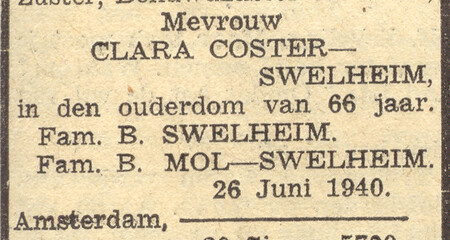 Zuster,
Mevrouw
CLARA COSTER—
SWELHEIM,
in den ouderdom van 66 jaar.
Fam. B. SWELHEIM.
Fam. B. MOL—SWELHEIM.
26 Juni 1940.
Amsterdam,